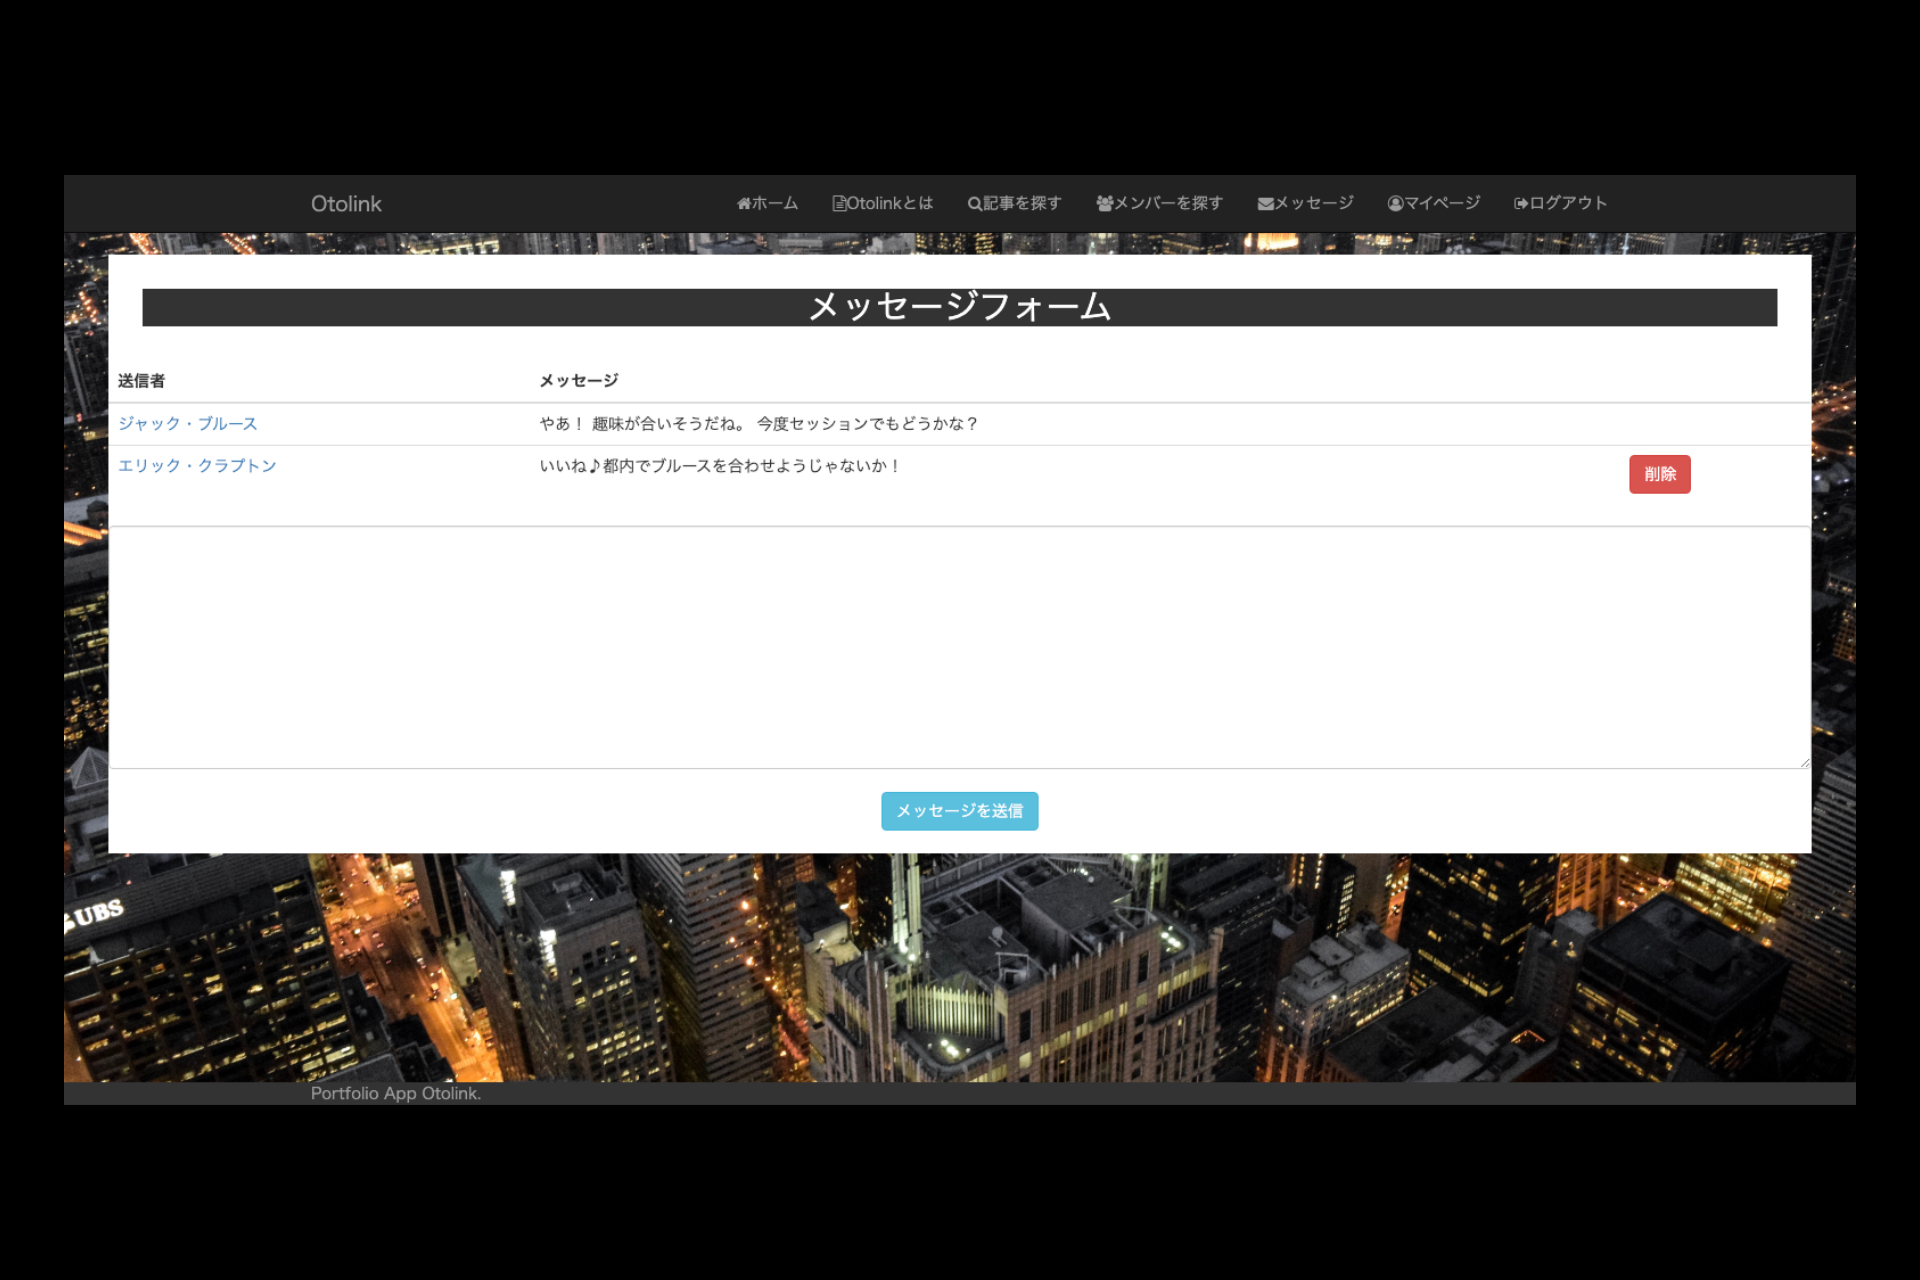 Otolink ホーム Otolinkとは 記事を探す メンバーを探す メッセージ マイページ ログアウト
メッセージフォーム
送信者 メッセージ
ジャック・ブルース やあ！ 趣味が合いそうだね。 今度セッションでもどうかな？
エリック・クラプトン いいね♪都内でブルースを合わせようじゃないか！ 削除
メッセージを送信
UBS
Portfolio App Otolink.